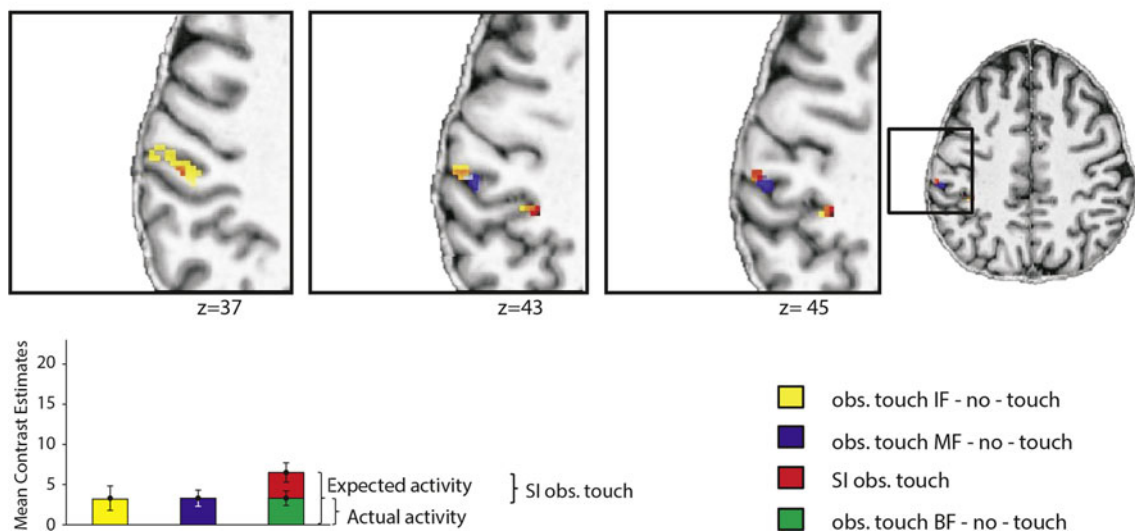 z=37
z=43
z= 45
Mean Contrast Estimates
20
15
10
5
0
Expected activity
SI obs. touch
Actual activity
obs. touch IF - no - touch
obs. touch MF - no - touch
SI obs. touch
obs. touch BF - no - touch